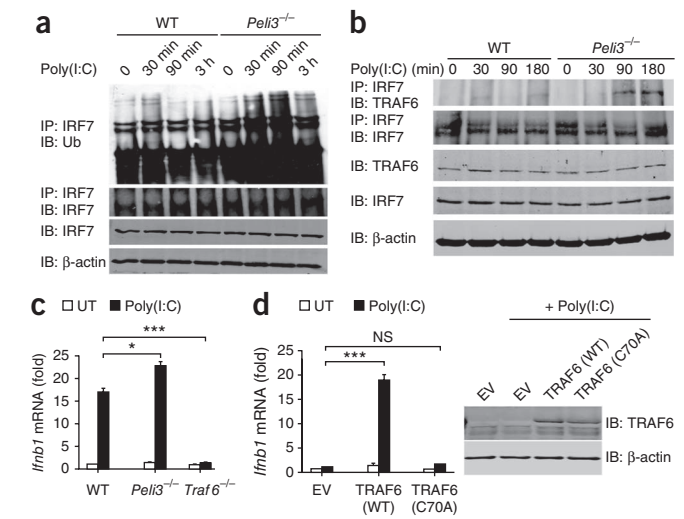 a
WT Peli3–/–
Poly(I:C) 0 30 min 90 min 3 h 0 30 min 90 min 3 h
IP: IRF7
IB: Ub
IP: IRF7
IB: IRF7
IB: IRF7
IB: β-actin
b
WT Peli3–/–
Poly(I:C) (min) 0 30 90 180 0 30 90 180
IP: IRF7
IB: TRAF6
IP: IRF7
IB: IRF7
IB: TRAF6
IB: IRF7
IB: β-actin
c
UT Poly(I:C)
***
*
Ifnb1 mRNA (fold)
25
20
15
10
5
0
WT Peli3–/– Traf6–/–
d
UT Poly(I:C)
NS
***
Ifnb1 mRNA (fold)
25
20
15
10
5
0
EV TRAF6 TRAF6
(WT) (C70A)
+ Poly(I:C)
EV EV TRAF6 (WT) TRAF6 (C70A)
IB: TRAF6
IB: β-actin